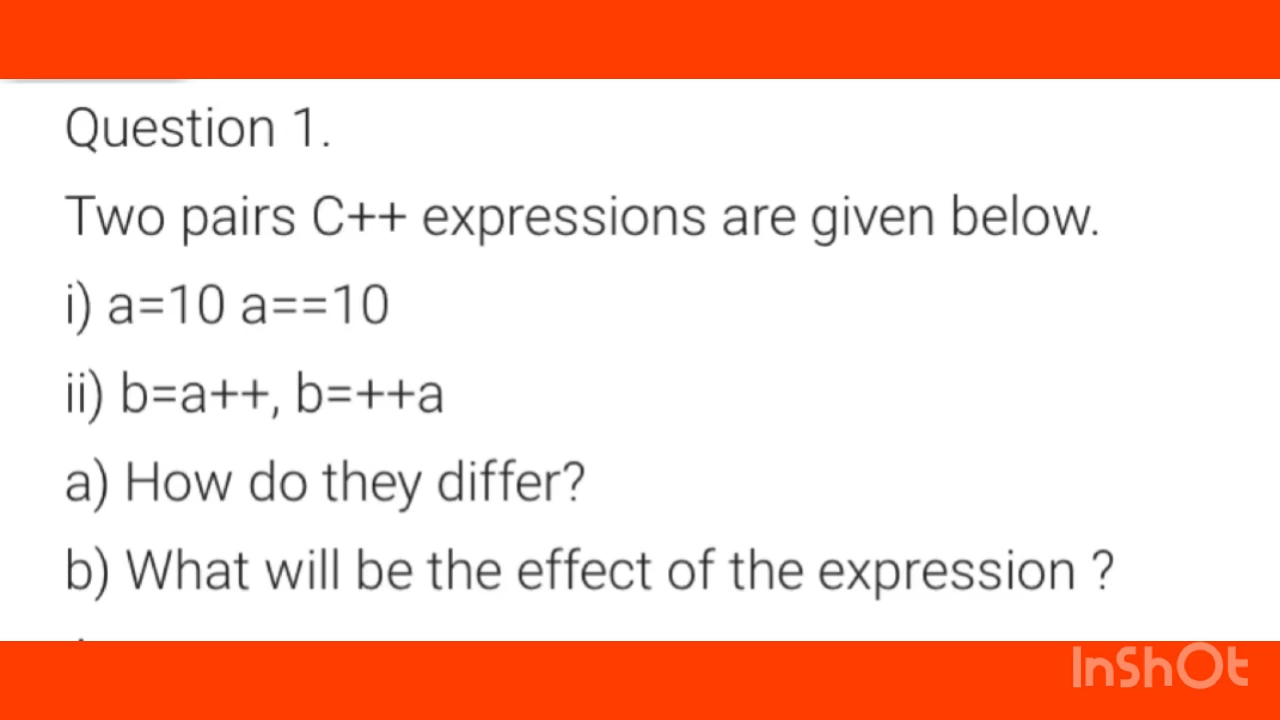 Question 1.
Two pairs C++ expressions are given below.
i) a=10 a==10
ii) b=a++, b=++a
a) How do they differ?
b) What will be the effect of the expression ?
InShOt